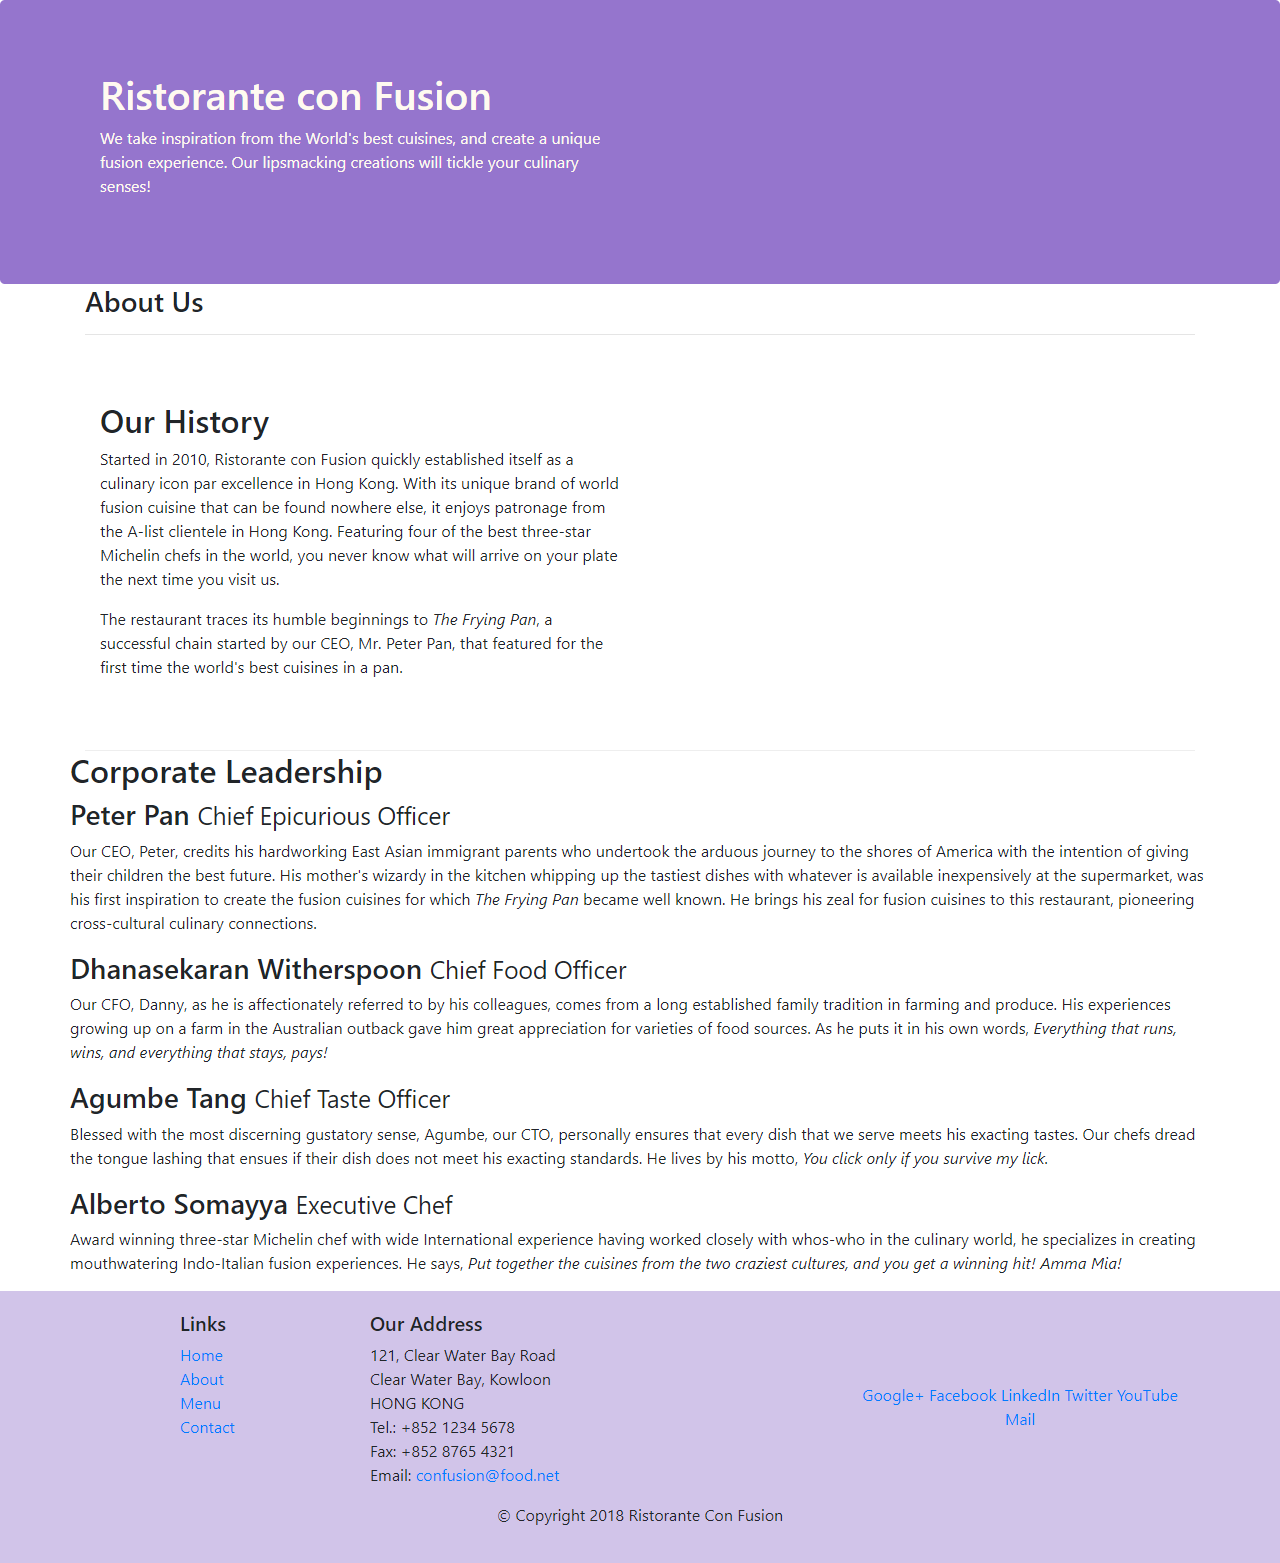 Ristorante con Fusion
We take inspiration from the World's best cuisines, and create a unique
fusion experience. Our lipsmacking creations will tickle your culinary
senses!
About Us
Our History
Started in 2010, Ristorante con Fusion quickly established itself as a
culinary icon par excellence in Hong Kong. With its unique brand of world
fusion cuisine that can be found nowhere else, it enjoys patronage from
the A-list clientele in Hong Kong. Featuring four of the best three-star
Michelin chefs in the world, you never know what will arrive on your plate
the next time you visit us.
The restaurant traces its humble beginnings to The Frying Pan, a
successful chain started by our CEO, Mr. Peter Pan, that featured for the
first time the world's best cuisines in a pan.
Corporate Leadership
Peter Pan Chief Epicurious Officer
Our CEO, Peter, credits his hardworking East Asian immigrant parents who undertook the arduous journey to the shores of America with the intention of giving
their children the best future. His mother's wizardy in the kitchen whipping up the tastiest dishes with whatever is available inexpensively at the supermarket, was
his first inspiration to create the fusion cuisines for which The Frying Pan became well known. He brings his zeal for fusion cuisines to this restaurant, pioneering
cross-cultural culinary connections.
Dhanasekaran Witherspoon Chief Food Officer
Our CFO, Danny, as he is affectionately referred to by his colleagues, comes from a long established family tradition in farming and produce. His experiences
growing up on a farm in the Australian outback gave him great appreciation for varieties of food sources. As he puts it in his own words, Everything that runs,
wins, and everything that stays, pays!
Agumbe Tang Chief Taste Officer
Blessed with the most discerning gustatory sense, Agumbe, our CTO, personally ensures that every dish that we serve meets his exacting tastes. Our chefs dread
the tongue lashing that ensues if their dish does not meet his exacting standards. He lives by his motto, You click only if you survive my lick.
Alberto Somayya Executive Chef
Award winning three-star Michelin chef with wide International experience having worked closely with whos-who in the culinary world, he specializes in creating
mouthwatering Indo-Italian fusion experiences. He says, Put together the cuisines from the two craziest cultures, and you get a winning hit! Amma Mia!
Links
Home
About
Menu
Contact
Our Address
121, Clear Water Bay Road
Clear Water Bay, Kowloon
HONG KONG
Tel.: +852 1234 5678
Fax: +852 8765 4321
Email: confusion@food.net
Google+ Facebook LinkedIn Twitter YouTube
Mail
© Copyright 2018 Ristorante Con Fusion